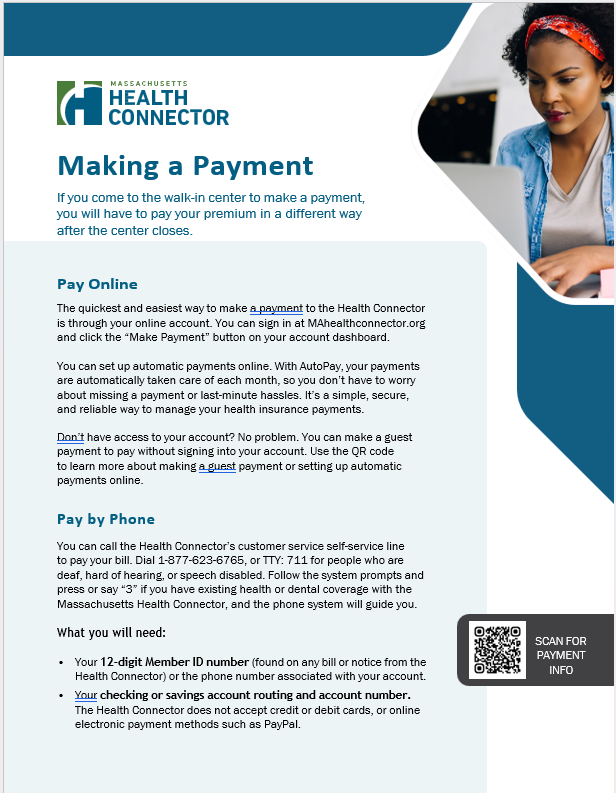 MASSACHUSETTS
HEALTH
CONNECTOR
Making a Payment
If you come to the walk-in center to make a payment,
you will have to pay your premium in a different way
after the center closes.
Pay Online
The quickest and easiest way to make a payment to the Health Connector
is through your online account. You can sign in at MAhealthconnector.org
and click the “Make Payment” button on your account dashboard.
You can set up automatic payments online. With AutoPay, your payments
are automatically taken care of each month, so you don’t have to worry
about missing a payment or last-minute hassles. It’s a simple, secure,
and reliable way to manage your health insurance payments.
Don’t have access to your account? No problem. You can make a guest
payment to pay without signing into your account. Use the QR code
to learn more about making a guest payment or setting up automatic
payments online.
Pay by Phone
You can call the Health Connector’s customer service self-service line
to pay your bill. Dial 1-877-623-6765, or TTY: 711 for people who are
deaf, hard of hearing, or speech disabled. Follow the system prompts and
press or say “3” if you have existing health or dental coverage with the
Massachusetts Health Connector, and the phone system will guide you.
What you will need:
• Your 12-digit Member ID number (found on any bill or notice from the
Health Connector) or the phone number associated with your account.
• Your checking or savings account routing and account number.
The Health Connector does not accept credit or debit cards, or online
electronic payment methods such as PayPal.
SCAN FOR
PAYMENT
INFO